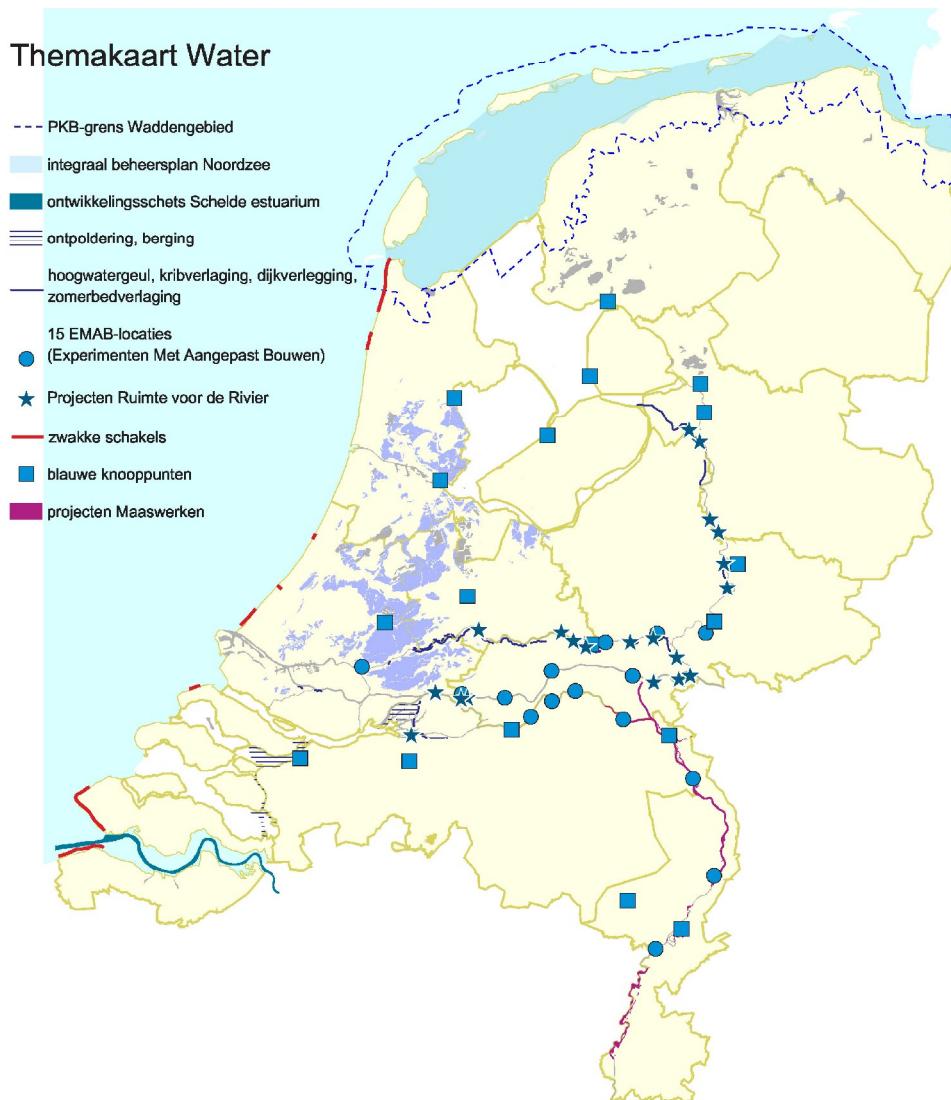 Themakaart Water
PKB-grens Waddengebied
integraal beheersplan Noordzee
ontwikkelingsschets Schelde estuarium
ontpoldering, berging
hoogwatergeul, kribverlaging, dijkverlegging,
zomerbedverlaging
15 EMAB-locaties
(Experimenten Met Aangepast Bouwen)
Projecten Ruimte voor de Rivier
zwakke schakels
blauwe knooppunten
projecten Maaswerken